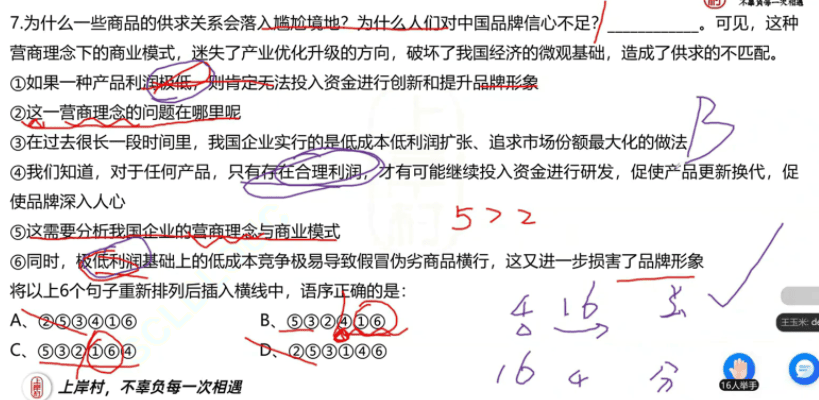 不辜负每一次相遇
7.为什么一些商品的供求关系会落入尴尬境地？为什么人们对中国品牌信心不足？____________。可见，这种
营商理念下的商业模式，迷失了产业优化升级的方向，破坏了我国经济的微观基础，造成了供求的不匹配。
①如果一种产品利润极低，则肯定无法投入资金进行创新和提升品牌形象
②这一营商理念的问题在哪里呢
③在过去很长一段时间里，我国企业实行的是低成本低利润扩张、追求市场份额最大化的做法
B
④我们知道，对于任何产品，只有存在合理利润，才有可能继续投入资金进行研发，促使产品更新换代，促
使品牌深入人心
⑤这需要分析我国企业的营商理念与商业模式
5>2
⑥同时，极低利润基础上的低成本竞争极易导致假冒伪劣商品横行，这又进一步损害了品牌形象
将以上6个句子重新排列后插入横线中，语序正确的是：
4 16 总
A、②⑤③④①⑥ B、⑤③②④①⑥
王玉米: de
C、⑤③②①⑥④ D、②⑤③①④⑥
16 4 分
16人举手
上岸村，不辜负每一次相遇